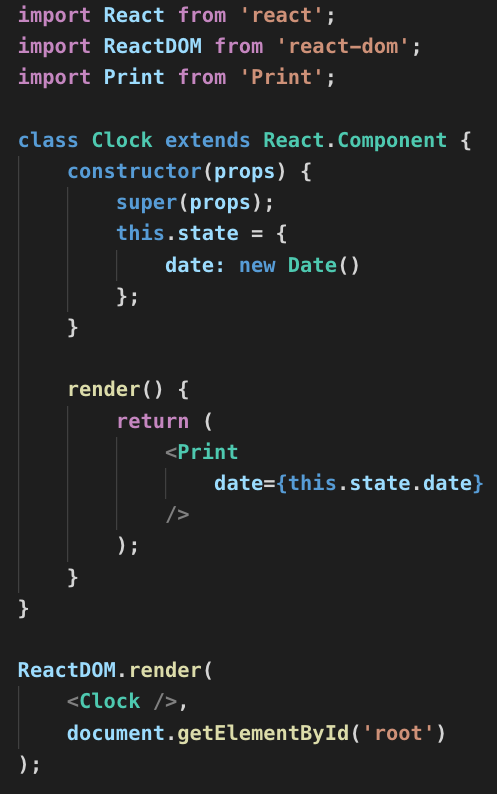 import React from 'react';
import ReactDOM from 'react-dom';
import Print from 'Print';

class Clock extends React.Component {
    constructor(props) {
        super(props);
        this.state = {
            date: new Date()
        };
    }

    render() {
        return (
            <Print
                date={this.state.date}
            />
        );
    }
}

ReactDOM.render(
    <Clock />,
    document.getElementById('root')
);